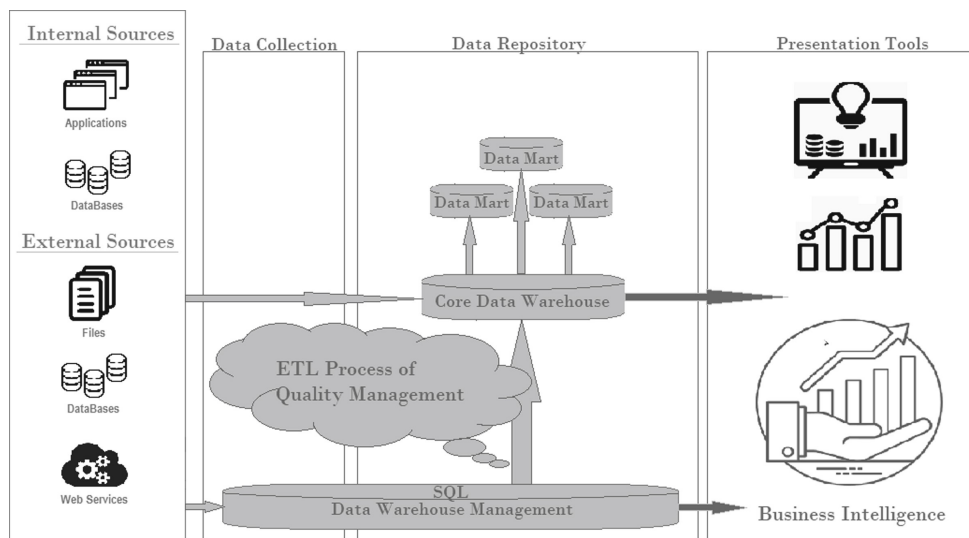 Internal Sources
Applications
DataBases
External Sources
Files
DataBases
Web Services
Data Collection
Data Repository
Data Mart
Data Mart
Data Mart
Core Data Warehouse
ETL Process of
Quality Management
SQL
Data Warehouse Management
Presentation Tools
Business Intelligence